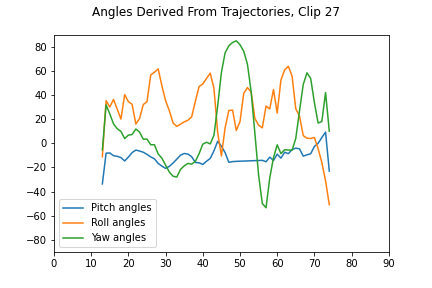 Angles Derived From Trajectories, Clip 27
80
60
40
20
0
−20
−40
−60
−80
Pitch angles
Roll angles
Yaw angles
0 10 20 30 40 50 60 70 80 90